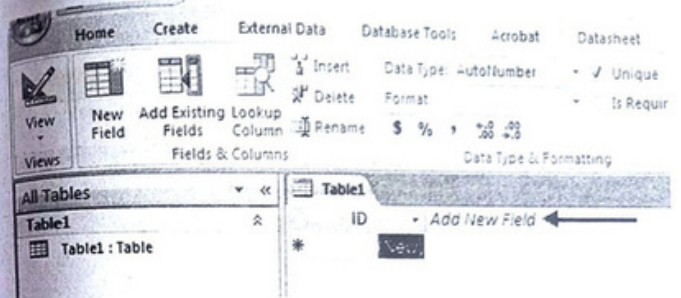 Home Create External Data Database Tools Acrobat Datasheet
Insert Data Type: AutoNumber Unique
Delete Format: Is Requir
View New Field Add Existing Fields Lookup Column Rename $ % , .00 .00
Views Fields & Columns Data Type & Formatting
All Tables « Table1
Table1 ID Add New Field
Table1 : Table * (New)